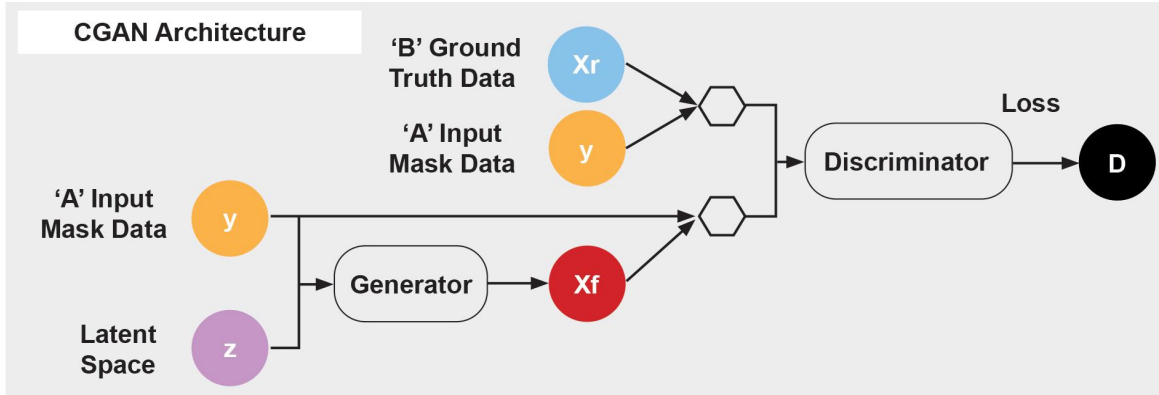 CGAN Architecture
‘B’ Ground
Truth Data
Xr
‘A’ Input
Mask Data
y
Loss
Discriminator
D
‘A’ Input
Mask Data
y
Generator
Xf
Latent
Space
z